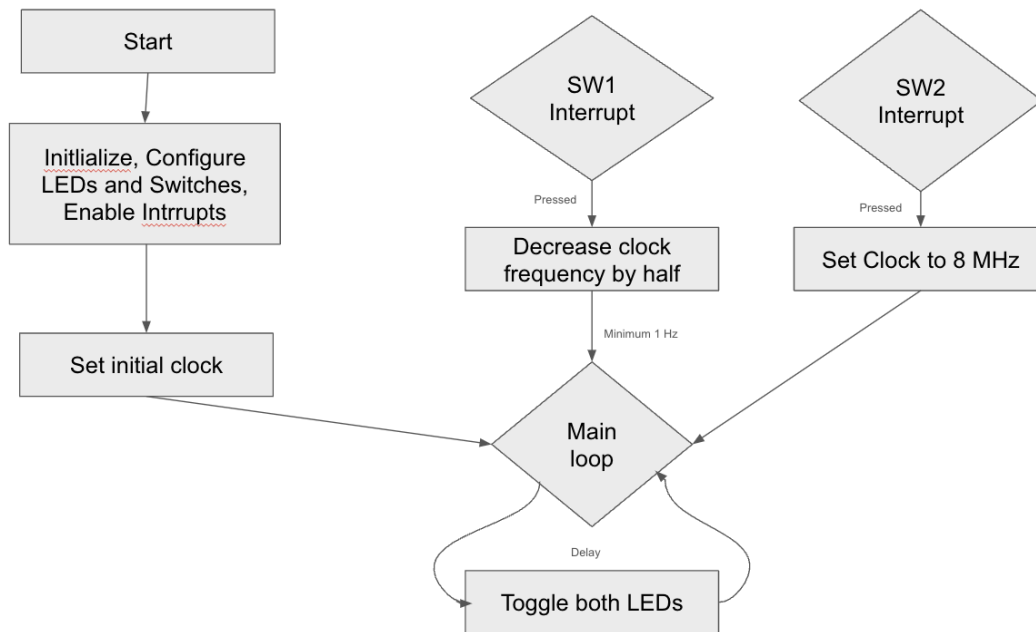 Start
Initlialize, Configure
LEDs and Switches,
Enable Intrrupts
Set initial clock
SW1
Interrupt
Pressed
Decrease clock
frequency by half
Minimum 1 Hz
SW2
Interrupt
Pressed
Set Clock to 8 MHz
Main
loop
Delay
Toggle both LEDs